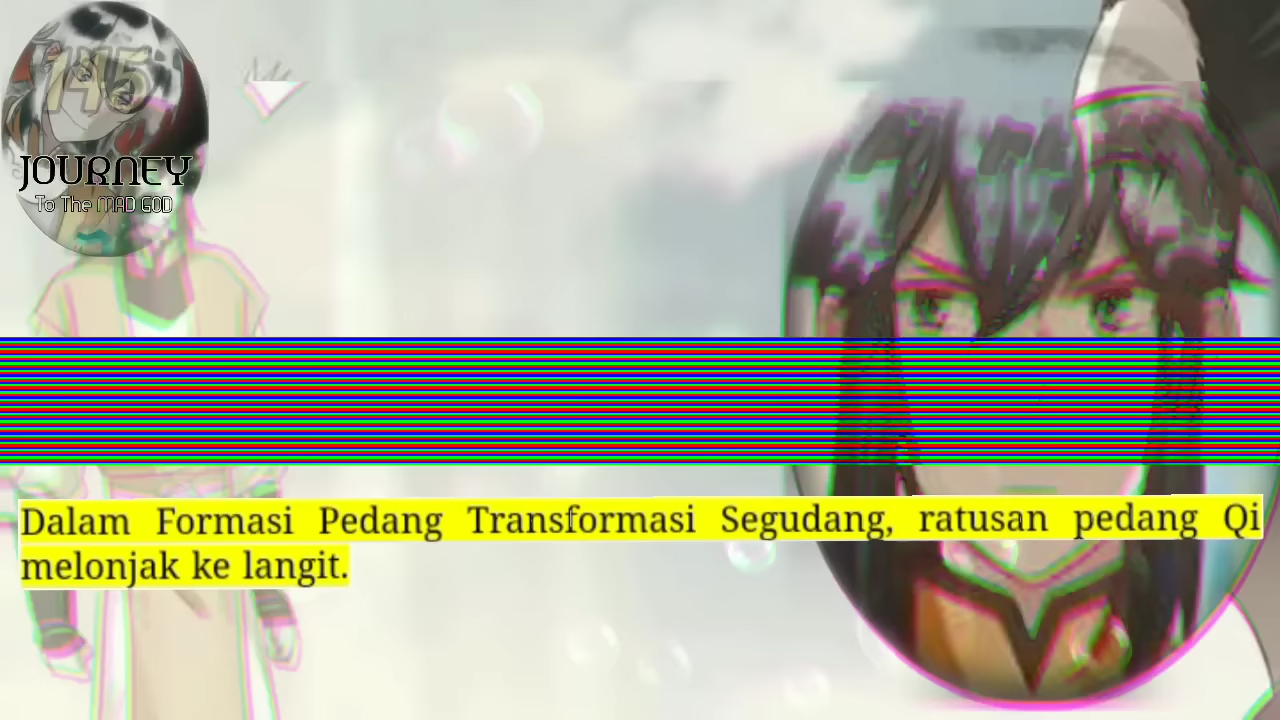 145
JOURNEY
To The MAD GOD
Dalam Formasi Pedang Transformasi Segudang, ratusan pedang Qi
melonjak ke langit.